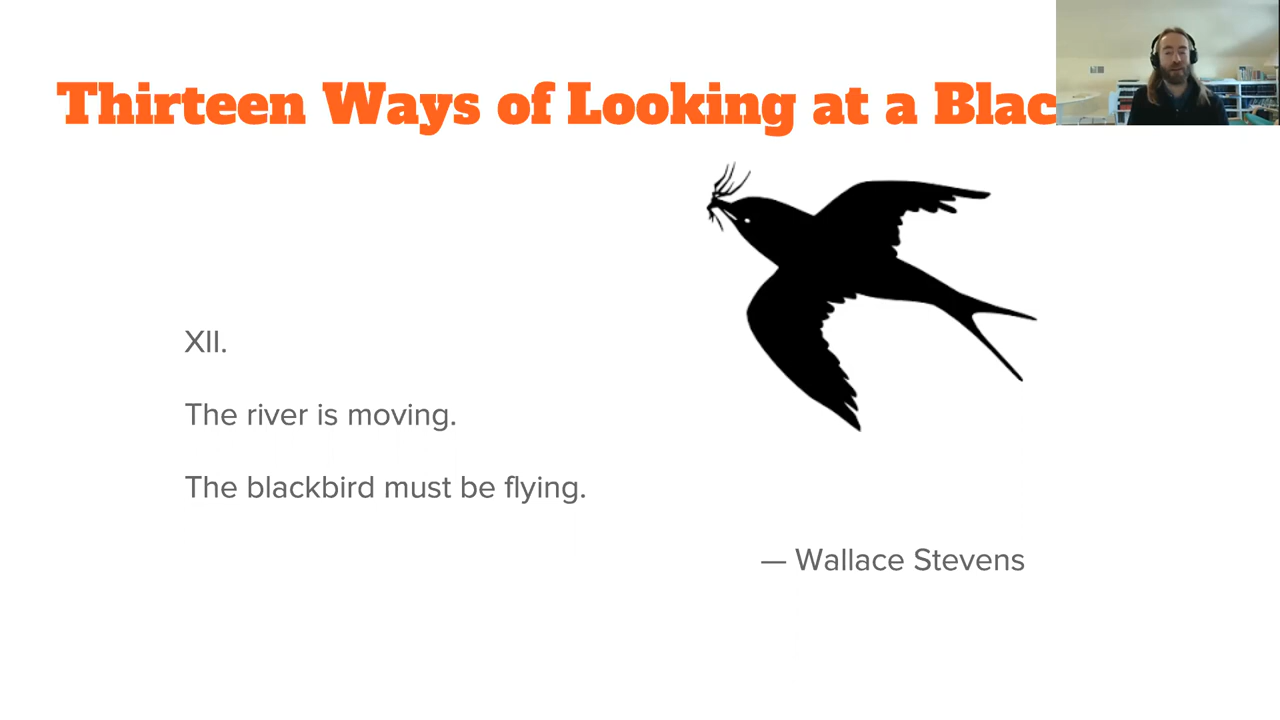 Thirteen Ways of Looking at a Blac
XII.
The river is moving.
The blackbird must be flying.
— Wallace Stevens